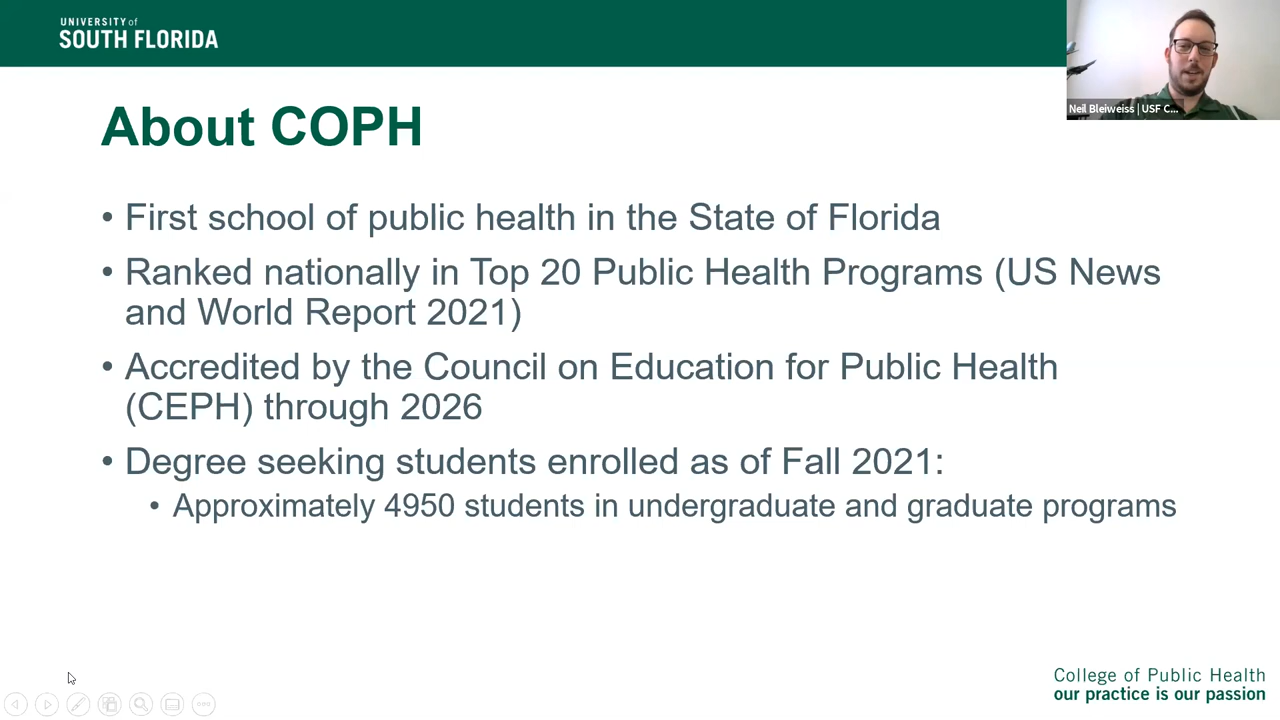 UNIVERSITY of
SOUTH FLORIDA
Neil Bleiweiss | USF C...
About COPH
• First school of public health in the State of Florida
• Ranked nationally in Top 20 Public Health Programs (US News
and World Report 2021)
• Accredited by the Council on Education for Public Health
(CEPH) through 2026
• Degree seeking students enrolled as of Fall 2021:
• Approximately 4950 students in undergraduate and graduate programs
College of Public Health
our practice is our passion